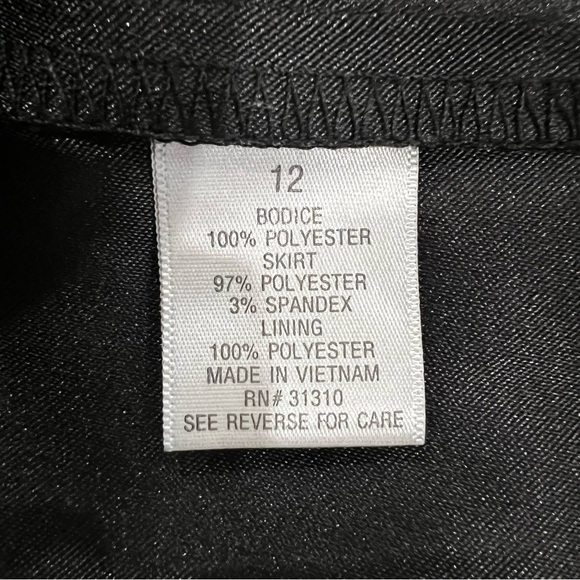 12
BODICE
100% POLYESTER
SKIRT
97% POLYESTER
3% SPANDEX
LINING
100% POLYESTER
MADE IN VIETNAM
RN# 31310
SEE REVERSE FOR CARE